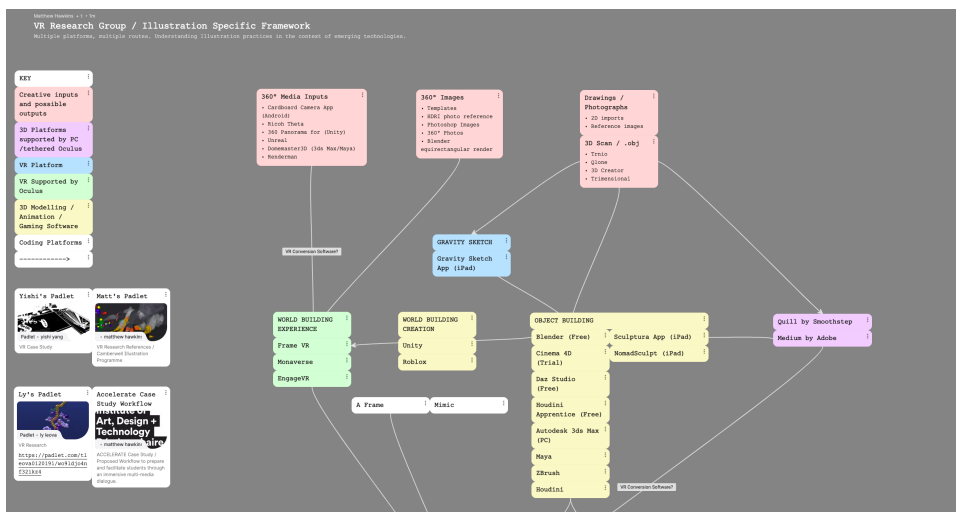 Matthew Hawkins + 1 • 1m
VR Research Group / Illustration Specific Framework
Multiple platforms, multiple routes. Understanding Illustration practices in the context of emerging technologies.
KEY
Creative inputs
and possible
outputs
3D Platforms
supported by PC
/tethered Oculus
VR Platform
VR Supported by
Oculus
3D Modelling /
Animation /
Gaming Software
Coding Platforms
------------>
Yishi's Padlet
Padlet • yishi yang
VR Case Study
Matt's Padlet
• matthew hawkins
VR Research References /
Camberwell Illustration
Programme
Ly's Padlet
Padlet • ly leova
VR Research
https://padlet.com/tl
Accelerate Case
Study Workflow
Institute of
Art, Design +
Technology
• matthew hawkins
ACCELERATE Case Study /
Proposed Workflow to prepare
and facilitate students through
an immersive mulit-media
dialogue.
360° Media Inputs
• Cardboard Camera App
(Android)
• Ricoh Theta
• 360 Panorama for (Unity)
• Unreal
• Domemaster3D (3ds Max/Maya)
• Renderman
360° Images
• Templates
• HDRI photo reference
• Photoshop Images
• 360° Photos
• Blender
equirectangular render
Drawings /
Photographs
• 2D imports
• Reference images
3D Scan / .obj
• Trnio
• Qlone
• 3D Creator
• Trimensional
VR Conversion Software?
GRAVITY SKETCH
Gravity Sketch
App (iPad)
WORLD BUILDING
EXPERIENCE
Frame VR
Monaverse
EngageVR
WORLD BUILDING
CREATION
Unity
Roblox
A Frame
Mimic
OBJECT BUILDING
Blender (Free)
Cinema 4D
(Trial)
Daz Studio
(Free)
Houdini
Apprentice (Free)
Autodesk 3ds Max
(PC)
Maya
ZBrush
Houdini
Sculptura App (iPad)
NomadSculpt (iPad)
Quill by Smoothstep
Medium by Adobe
VR Conversion Software?